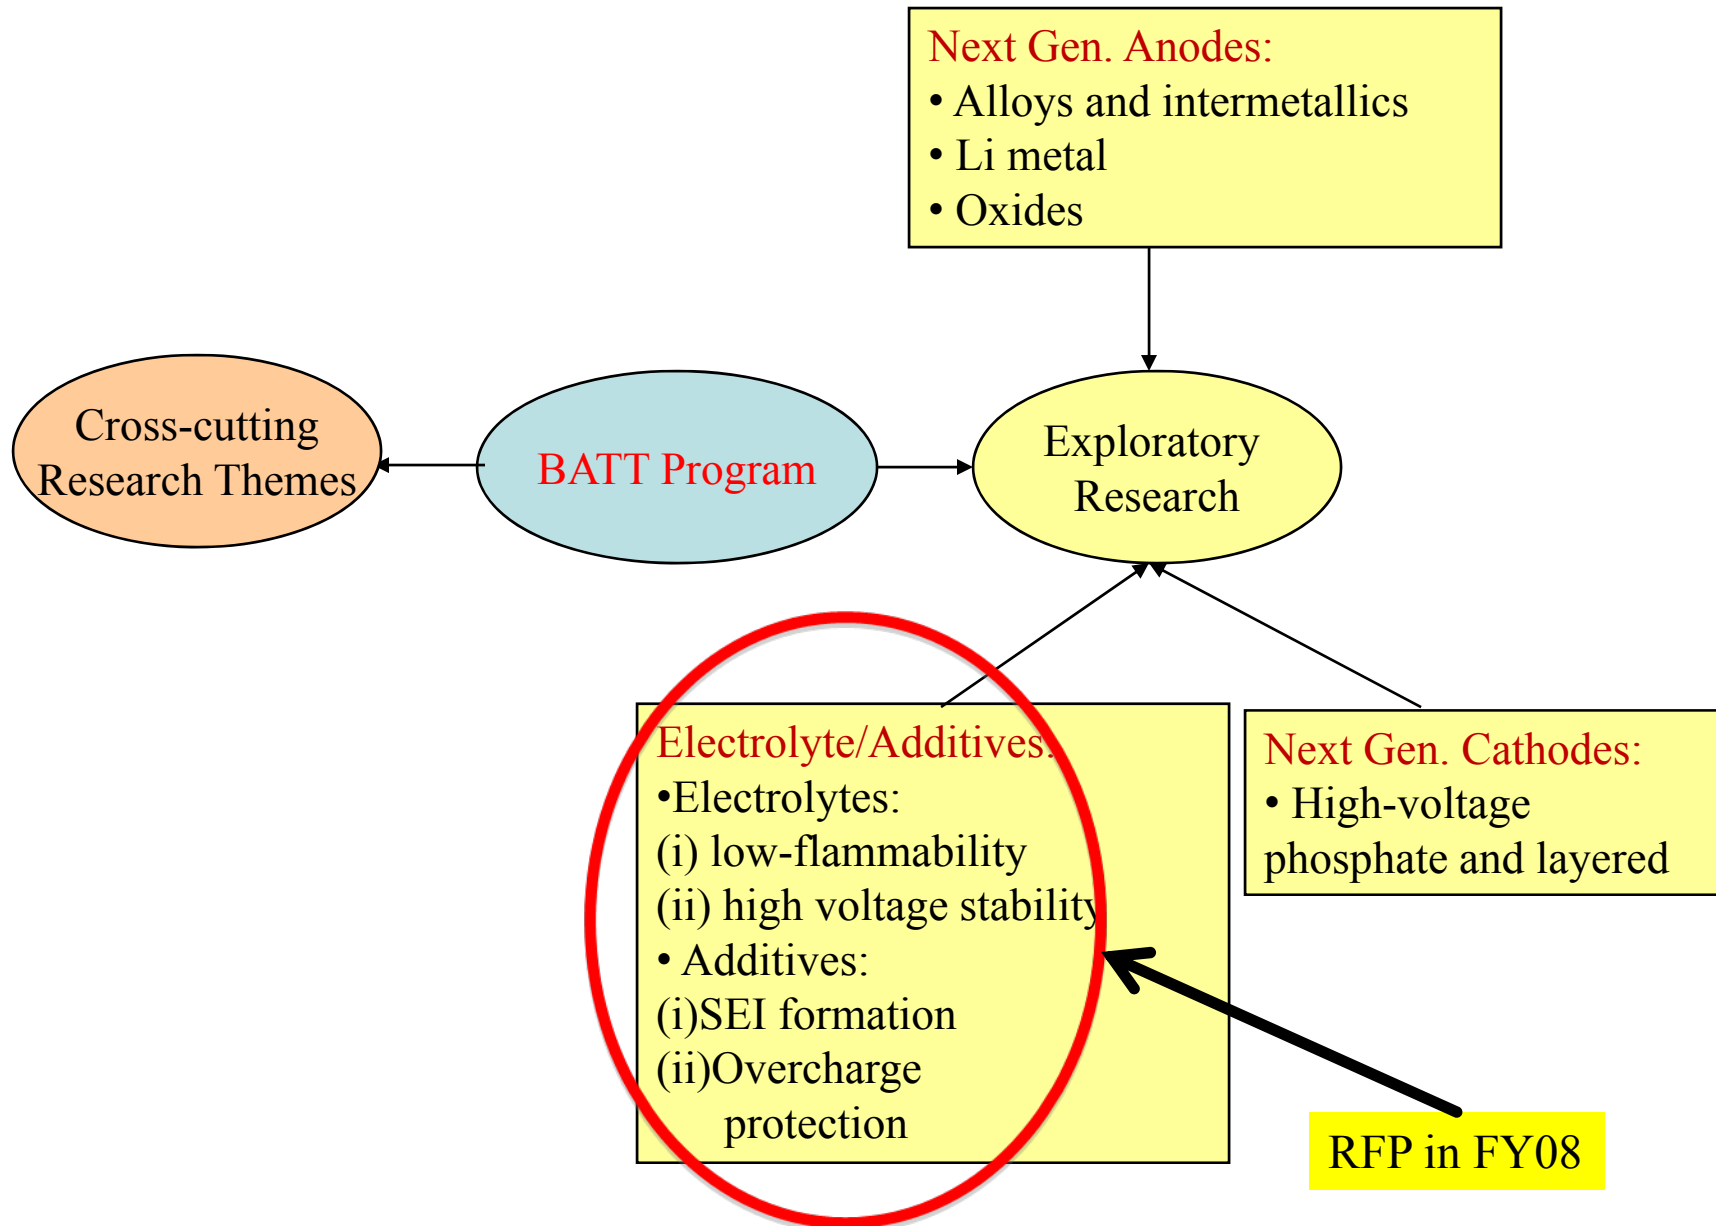 Next Gen. Anodes:
• Alloys and intermetallics
• Li metal
• Oxides
Cross-cutting
Research Themes
BATT Program
Exploratory
Research
Electrolyte/Additives:
•Electrolytes:
(i) low-flammability
(ii) high voltage stability
• Additives:
(i)SEI formation
(ii)Overcharge
protection
Next Gen. Cathodes:
• High-voltage
phosphate and layered
RFP in FY08